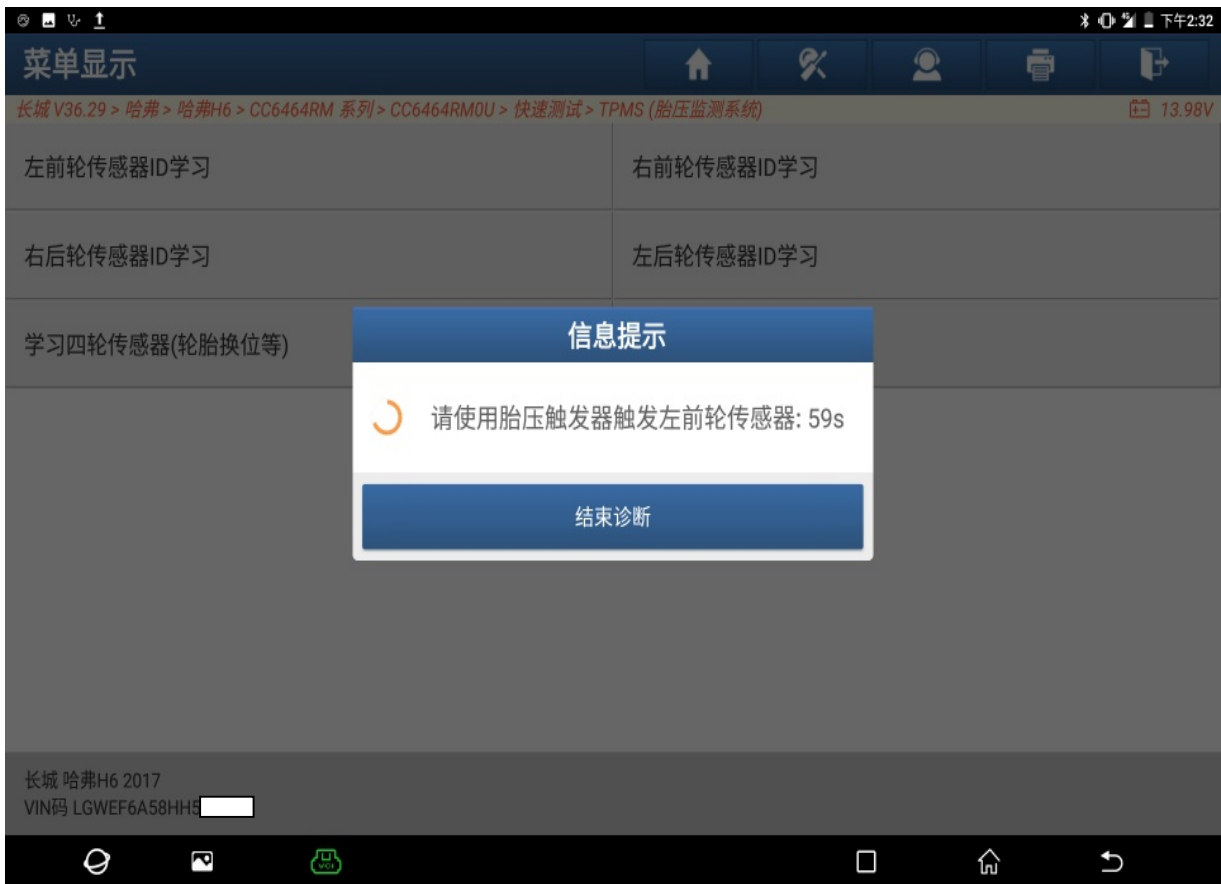 下午2:32
菜单显示
长城 V36.29 > 哈弗 > 哈弗H6 > CC6464RM 系列 > CC6464RM0U > 快速测试 > TPMS (胎压监测系统) 13.98V
左前轮传感器ID学习
右前轮传感器ID学习
右后轮传感器ID学习
左后轮传感器ID学习
学习四轮传感器(轮胎换位等)
信息提示
请使用胎压触发器触发左前轮传感器: 59s
结束诊断
长城 哈弗H6 2017
VIN码 LGWEF6A58HH5
VCI